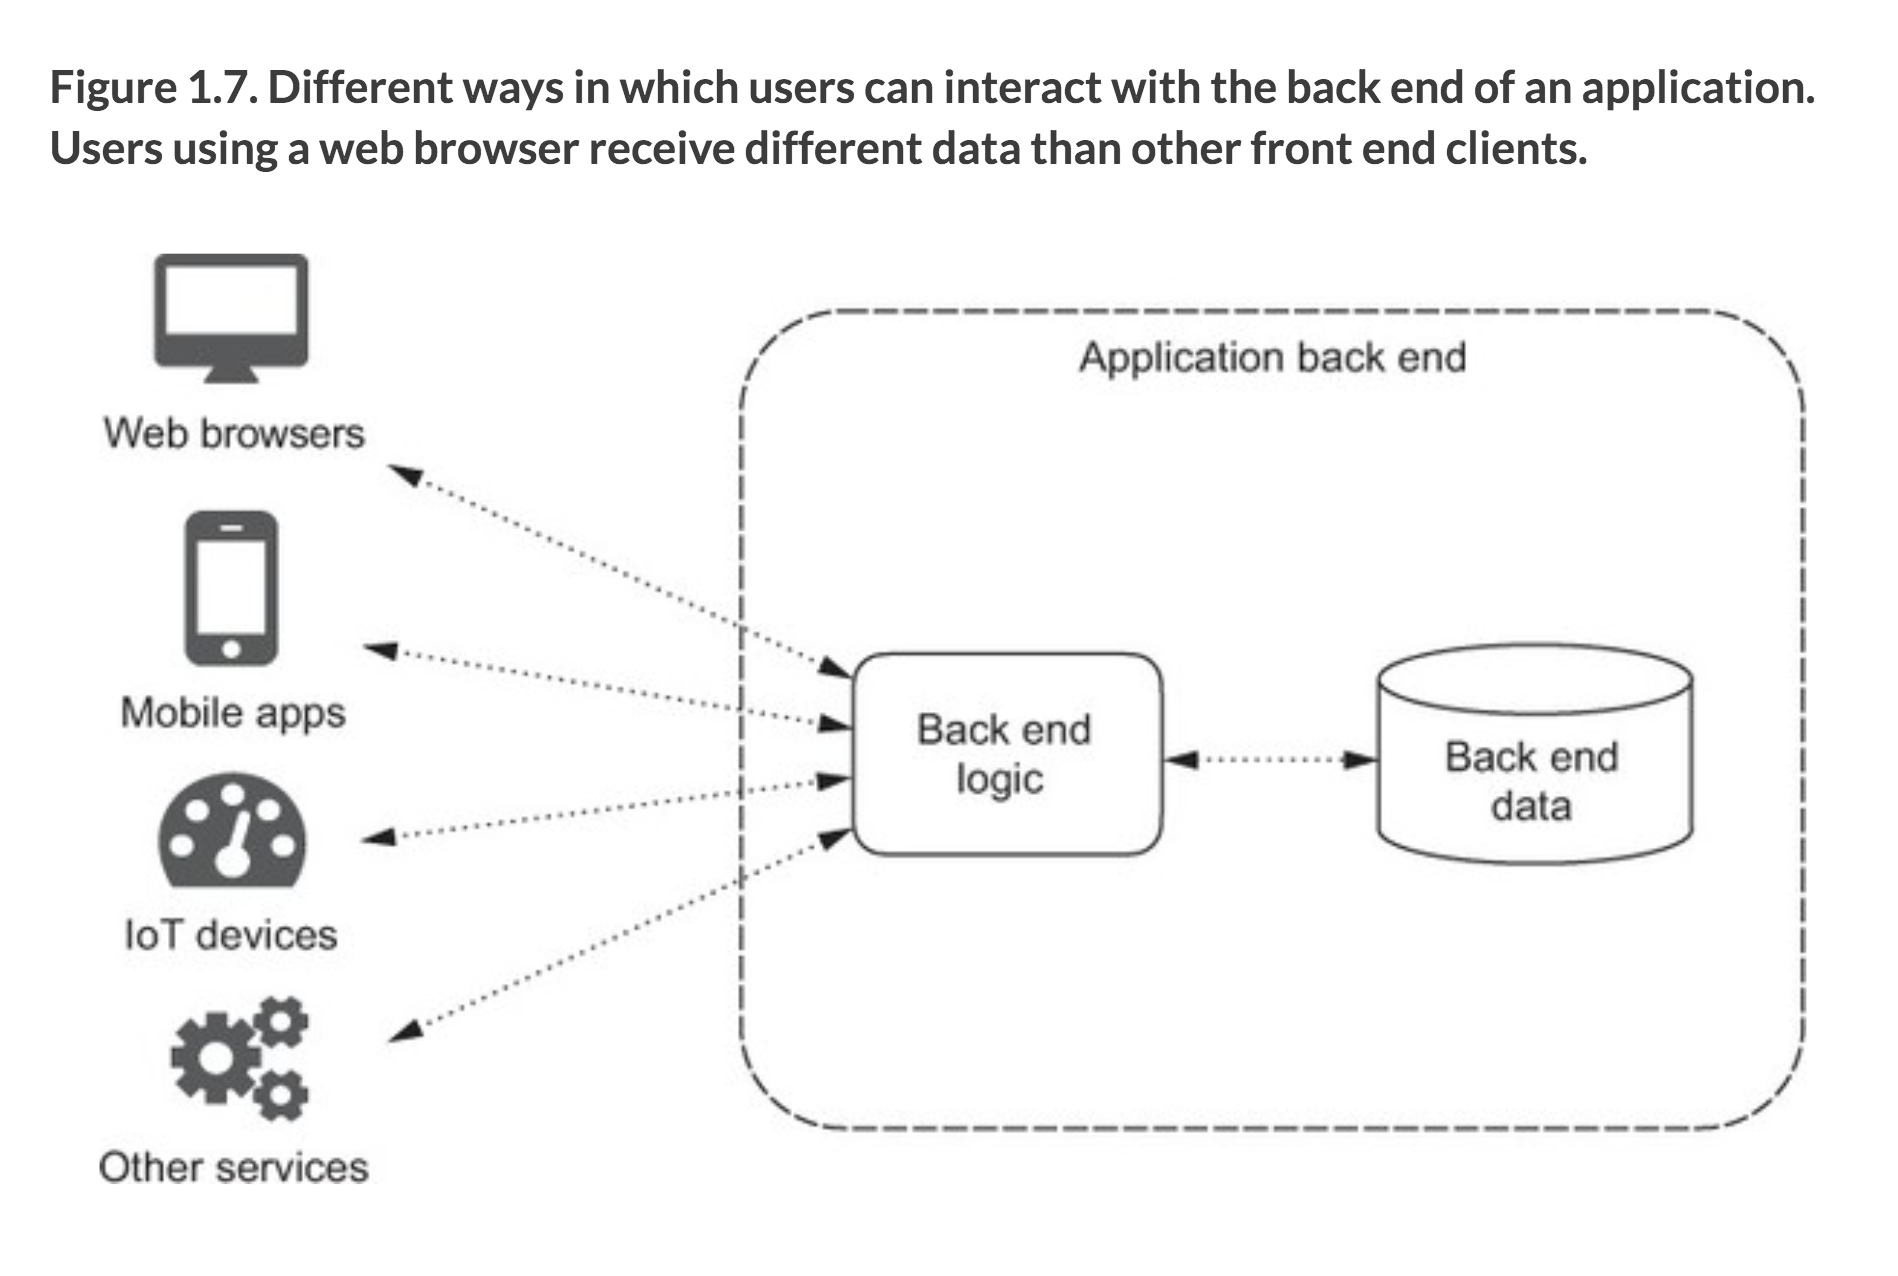 Figure 1.7. Different ways in which users can interact with the back end of an application.
Users using a web browser receive different data than other front end clients.
Web browsers
Mobile apps
IoT devices
Other services
Application back end
Back end
logic
Back end
data